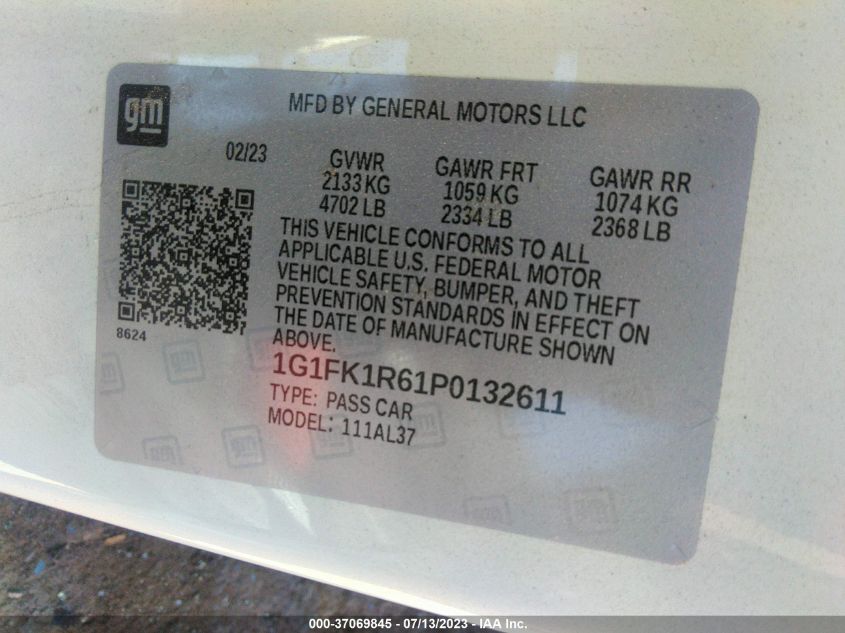 gm
MFD BY GENERAL MOTORS LLC
02/23
GVWR
2133 KG
4702 LB
GAWR FRT
1059 KG
2334 LB
GAWR RR
1074 KG
2368 LB
8624
THIS VEHICLE CONFORMS TO ALL
APPLICABLE U.S. FEDERAL MOTOR
VEHICLE SAFETY, BUMPER, AND THEFT
PREVENTION STANDARDS IN EFFECT ON
THE DATE OF MANUFACTURE SHOWN
ABOVE.
1G1FK1R61P0132611
TYPE: PASS CAR
MODEL: 111AL37
000-37069845 - 07/13/2023 - IAA Inc.